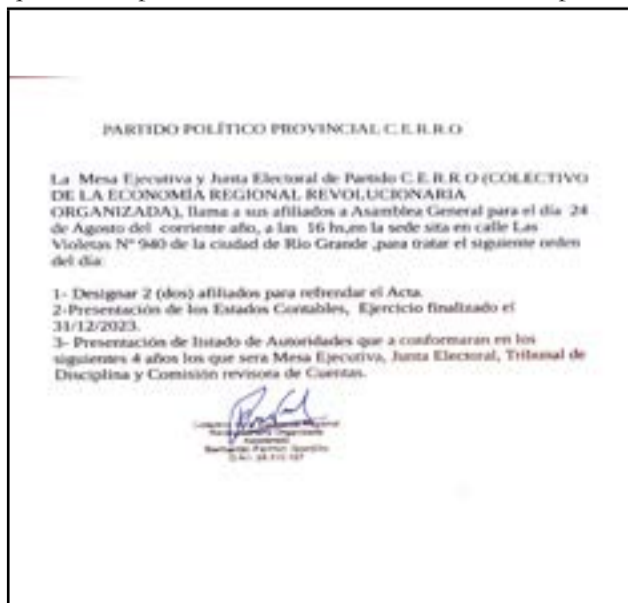 PARTIDO POLÍTICO PROVINCIAL C.E.R.R.O
La Mesa Ejecutiva y Junta Electoral de Partido C.E.R.R.O (COLECTIVO
DE LA ECONOMÍA REGIONAL REVOLUCIONARIA
ORGANIZADA), llama a sus afiliados a Asamblea General para el día 24
de Agosto del corriente año, a las 16 hs,en la sede sita en calle Las
Violetas Nº 940 de la ciudad de Río Grande ,para tratar el siguiente orden
del día:
1- Designar 2 (dos) afiliados para refrendar el Acta.
2-Presentación de los Estados Contables, Ejercicio finalizado el
31/12/2023.
3- Presentación de listado de Autoridades que a conformaran en los
siguientes 4 años los que sera Mesa Ejecutiva, Junta Electoral, Tribunal de
Disciplina y Comisión revisora de Cuentas.
Regional
Organizada
Apoderado